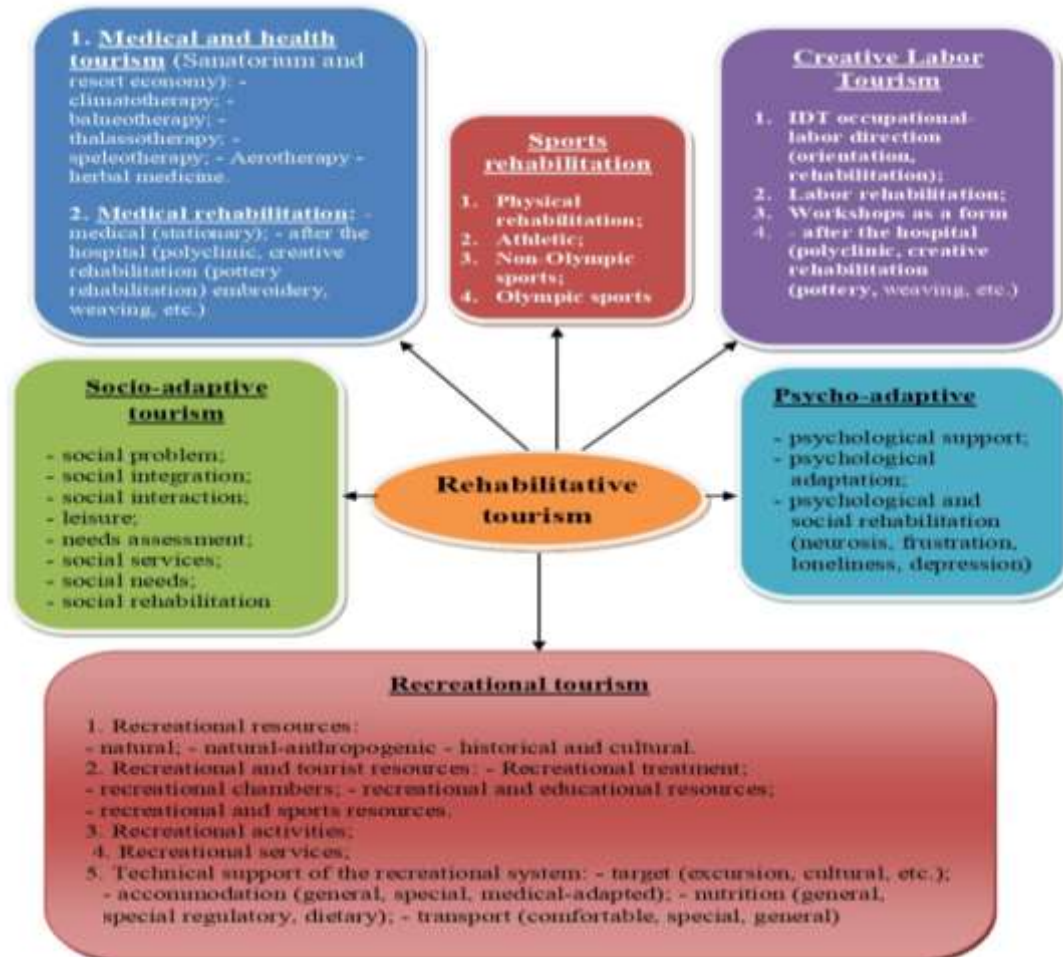 1. Medical and health
tourism (Sanatorium and
resort economy): -
climatotherapy; -
balneotherapy; -
thalassotherapy; -
speleotherapy; - Aerotherapy -
herbal medicine.
2. Medical rehabilitation: -
medical (stationary); - after the
hospital (polyclinic, creative
rehabilitation (pottery
rehabilitation) embroidery,
weaving, etc.)
Sports
rehabilitation
1. Physical
rehabilitation;
2. Athletic;
3. Non-Olympic
sports;
4. Olympic sports
Creative Labor
Tourism
1. IDT occupational-
labor direction
(orientation,
rehabilitation);
2. Labor rehabilitation;
3. Workshops as a form
4. - after the hospital
(polyclinic, creative
rehabilitation
(pottery, weaving, etc.)
Socio-adaptive
tourism
- social problem;
- social integration;
- social interaction;
- leisure;
- needs assessment;
- social services;
- social needs;
- social rehabilitation
Rehabilitative
tourism
Psycho-adaptive
- psychological support;
- psychological
adaptation;
- psychological and
social rehabilitation
(neurosis, frustration,
loneliness, depression)
Recreational tourism
1. Recreational resources:
- natural; - natural-anthropogenic - historical and cultural.
2. Recreational and tourist resources: - Recreational treatment;
- recreational chambers; - recreational and educational resources;
- recreational and sports resources.
3. Recreational activities;
4. Recreational services;
5. Technical support of the recreational system: - target (excursion, cultural, etc.);
- accommodation (general, special, medical-adapted); - nutrition (general,
special regulatory, dietary); - transport (comfortable, special, general)